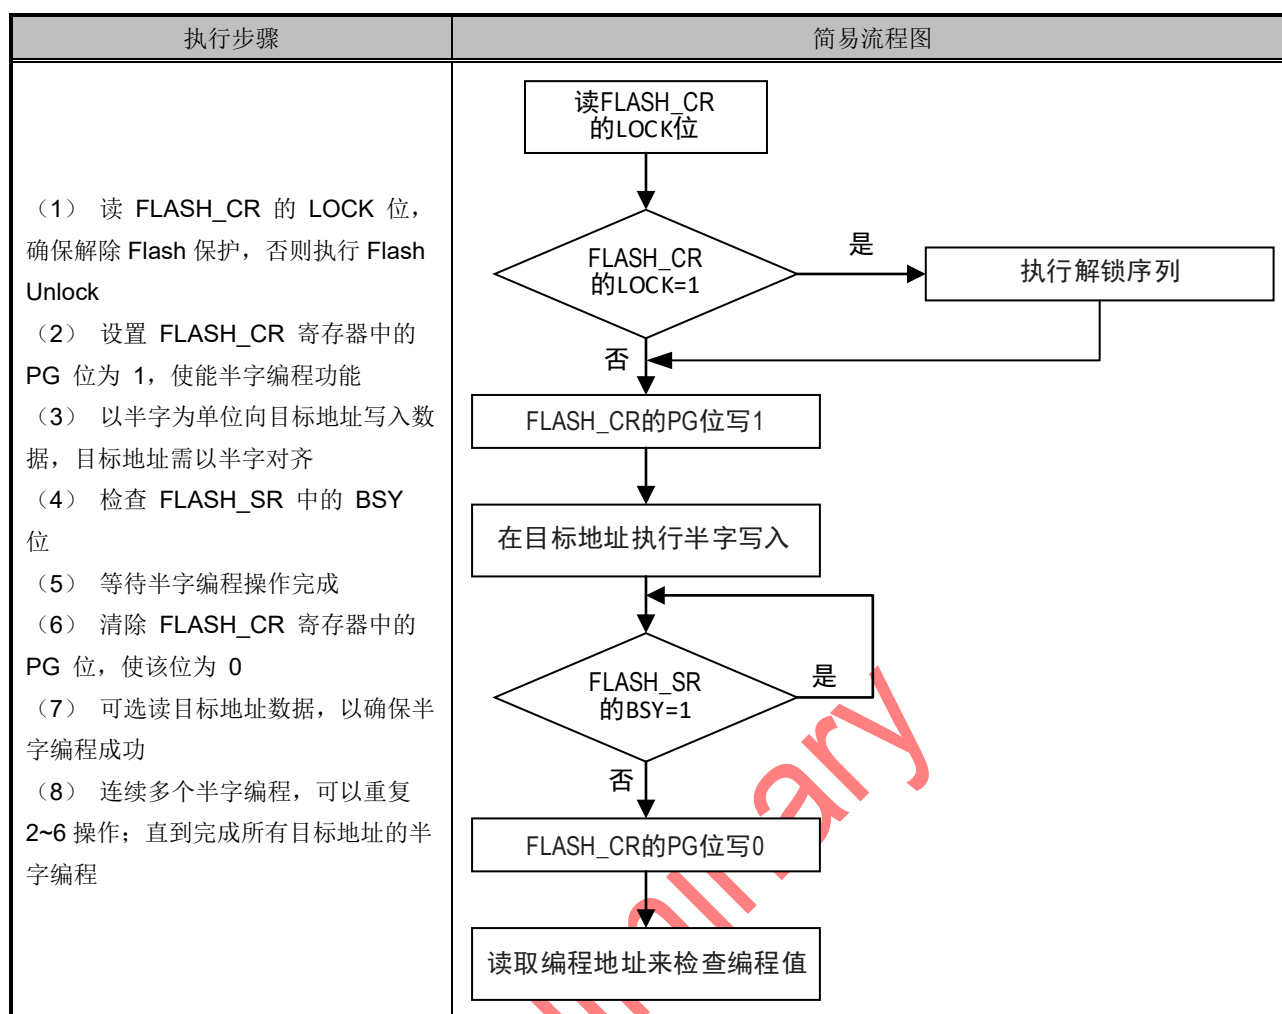 执行步骤
简易流程图
（1） 读 FLASH_CR 的 LOCK 位，
确保解除 Flash 保护，否则执行 Flash
Unlock
（2） 设置 FLASH_CR 寄存器中的
PG 位为 1，使能半字编程功能
（3） 以半字为单位向目标地址写入数
据，目标地址需以半字对齐
（4） 检查 FLASH_SR 中的 BSY
位
（5） 等待半字编程操作完成
（6） 清除 FLASH_CR 寄存器中的
PG 位，使该位为 0
（7） 可选读目标地址数据，以确保半
字编程成功
（8） 连续多个半字编程，可以重复
2~6 操作；直到完成所有目标地址的半
字编程
读FLASH_CR
的LOCK位
FLASH_CR
的LOCK=1
是
执行解锁序列
否
FLASH_CR的PG位写1
在目标地址执行半字写入
FLASH_SR
的BSY=1
是
否
FLASH_CR的PG位写0
读取编程地址来检查编程值